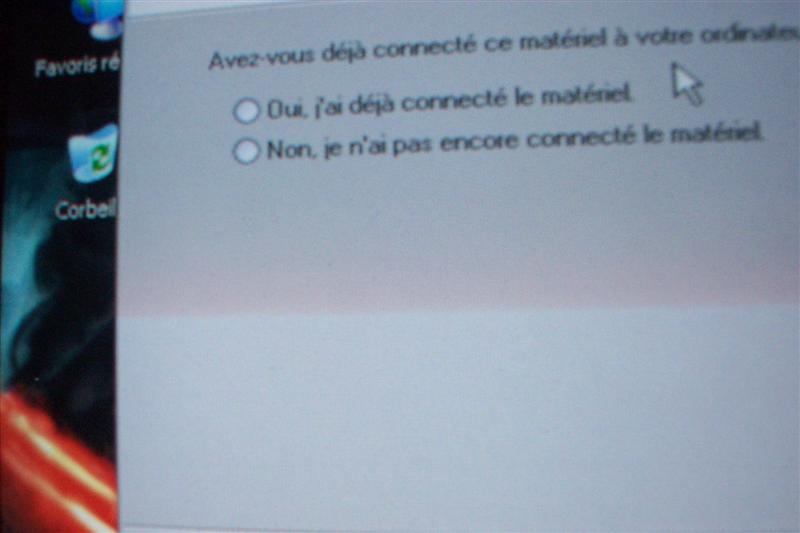 Avez-vous déjà connecté ce matériel à votre ordinateu
Oui, j'ai déjà connecté le matériel.
Non, je n'ai pas encore connecté le matériel.
Favoris ré
Corbeil